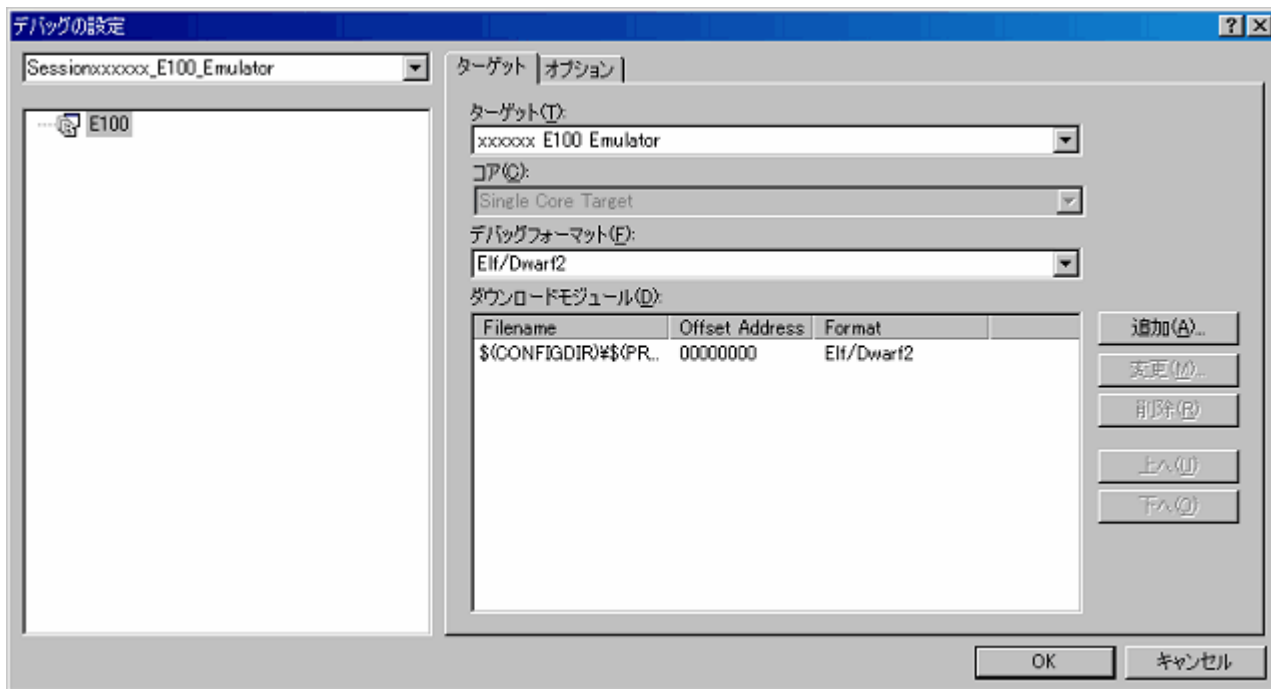 デバッグの設定
Sessionxxxxxx_E100_Emulator
E100
ターゲット オプション
ターゲット(T):
xxxxxx E100 Emulator
コア(C):
Single Core Target
デバッグフォーマット(F):
Elf/Dwarf2
ダウンロードモジュール(D):
Filename Offset Address Format
$(CONFIGDIR)¥$(PR... 00000000 Elf/Dwarf2
追加(A)...
変更(M)...
削除(R)
上へ(U)
下へ(O)
OK キャンセル